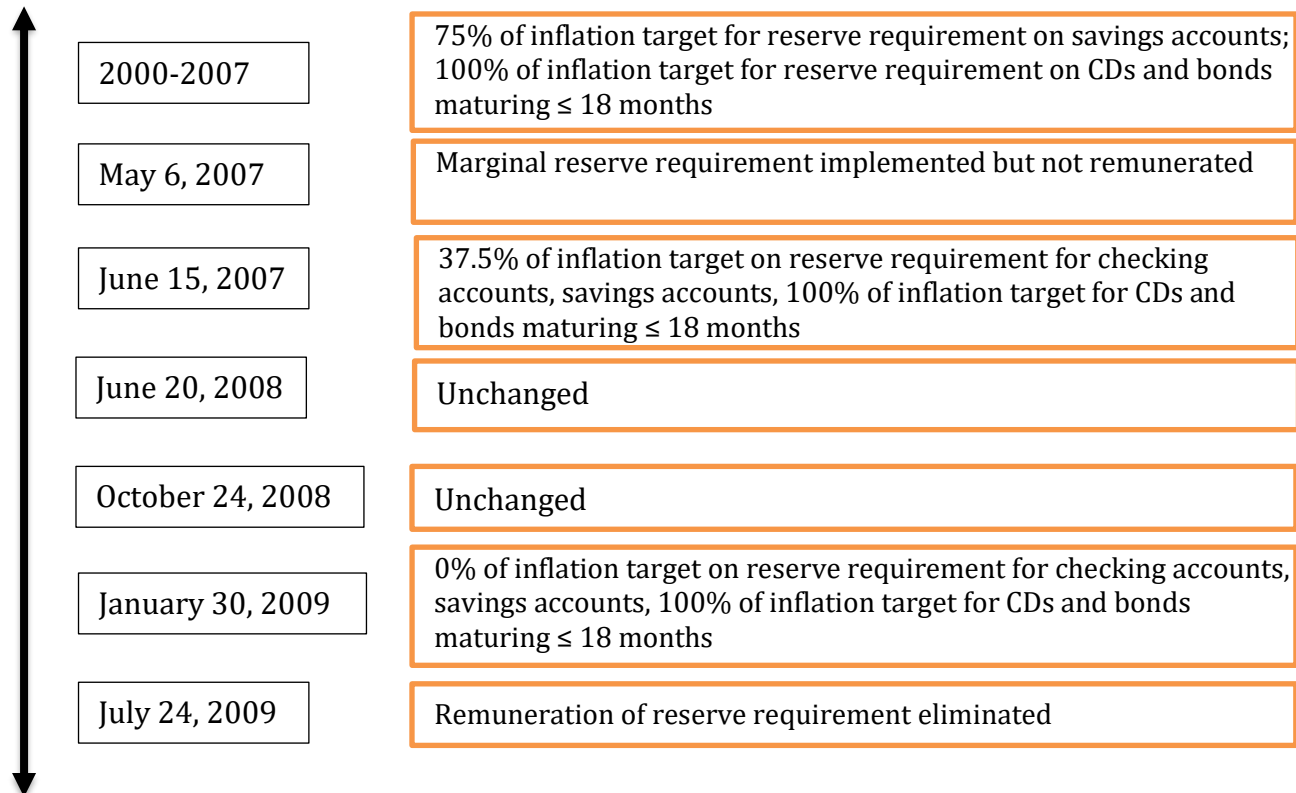 2000-2007
75% of inflation target for reserve requirement on savings accounts;
100% of inflation target for reserve requirement on CDs and bonds
maturing ≤ 18 months
May 6, 2007
Marginal reserve requirement implemented but not remunerated
June 15, 2007
37.5% of inflation target on reserve requirement for checking
accounts, savings accounts, 100% of inflation target for CDs and
bonds maturing ≤ 18 months
June 20, 2008
Unchanged
October 24, 2008
Unchanged
January 30, 2009
0% of inflation target on reserve requirement for checking accounts,
savings accounts, 100% of inflation target for CDs and bonds
maturing ≤ 18 months
July 24, 2009
Remuneration of reserve requirement eliminated